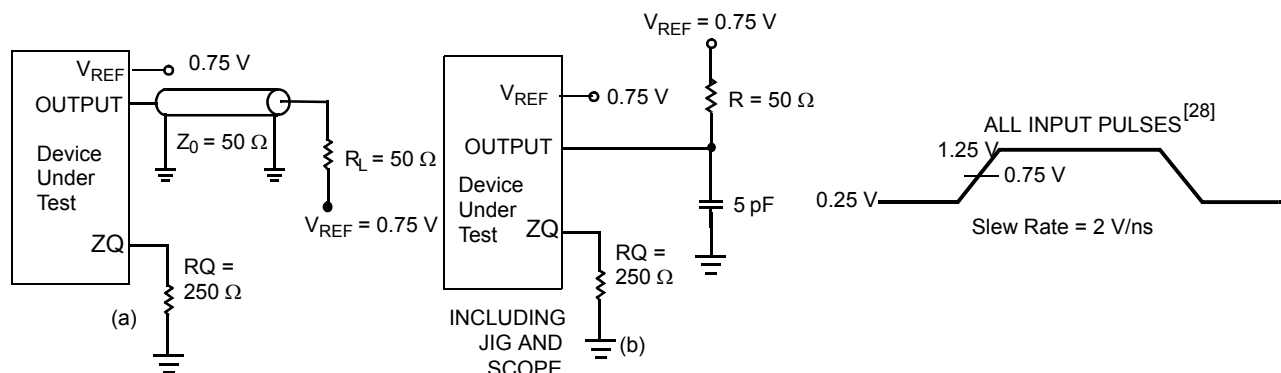 V_REF 0.75 V
OUTPUT
Z_0 = 50 Ω
Device
Under
Test
R_L = 50 Ω
V_REF = 0.75 V
ZQ
RQ =
250 Ω
(a)
V_REF = 0.75 V
R = 50 Ω
V_REF 0.75 V
OUTPUT
Device
Under
Test
5 pF
ZQ
RQ =
250 Ω
INCLUDING
JIG AND
SCOPE
(b)
ALL INPUT PULSES[28]
1.25 V
0.75 V
0.25 V
Slew Rate = 2 V/ns